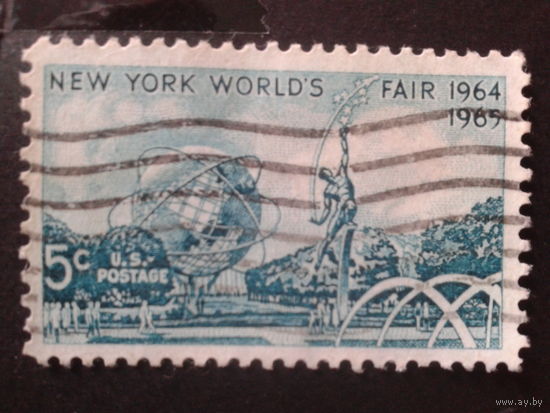 NEW YORK WORLD'S FAIR 1964
1965
5c
U.S.
POSTAGE
www.ay.by